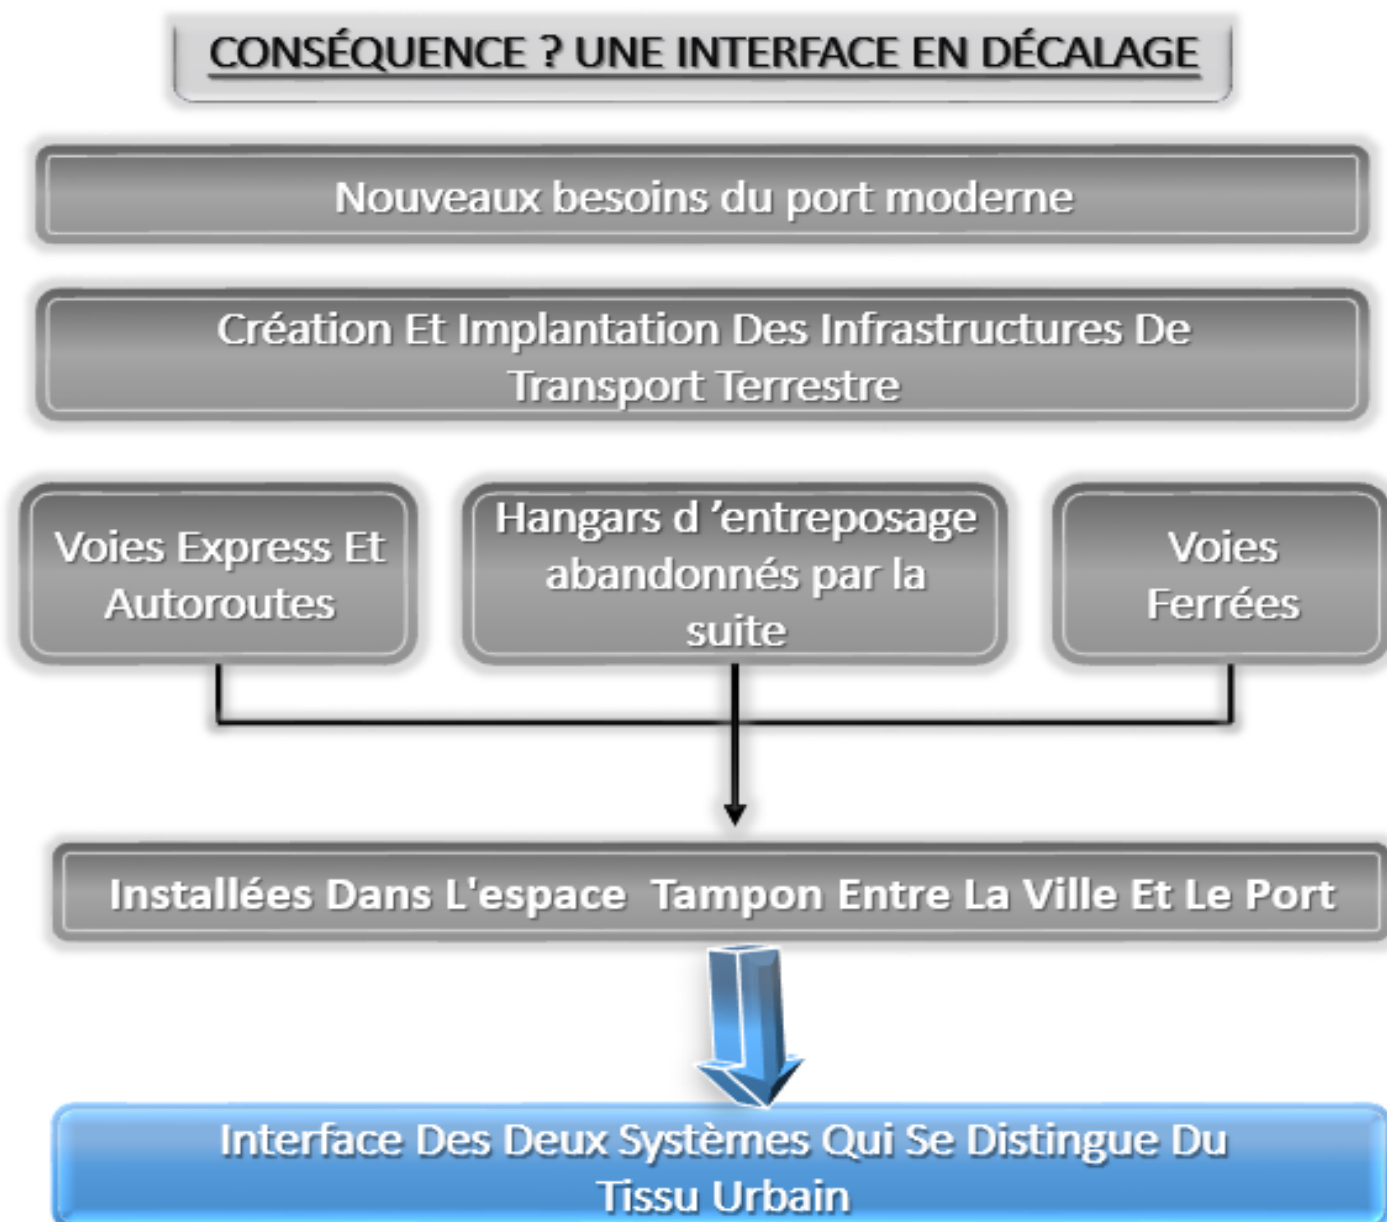 CONSÉQUENCE ? UNE INTERFACE EN DÉCALAGE
Nouveaux besoins du port moderne
Création Et Implantation Des Infrastructures De
Transport Terrestre
Voies Express Et
Autoroutes
Hangars d ’entreposage
abandonnés par la
suite
Voies
Ferrées
Installées Dans L'espace Tampon Entre La Ville Et Le Port
Interface Des Deux Systèmes Qui Se Distingue Du
Tissu Urbain